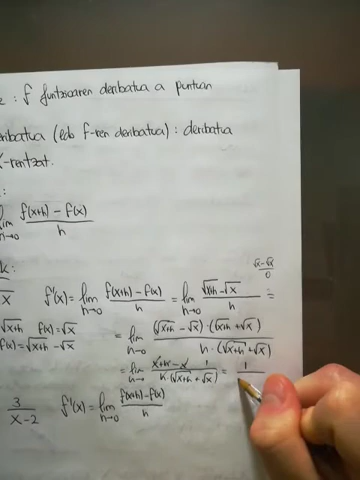 : f funtzioaren deribatua a puntuan
(edo f-ren deribatua): deribatua
X-rentzat.
lim h→0 f(x+h) - f(x) / h
√x f'(x) = lim h→0 f(x+h) - f(x) / h = lim h→0 √x+h - √x / h = √x-√x / 0
√x+h f(x) = √x = lim h→0 (√x+h - √x) · (√x+h + √x) / h · (√x+h + √x)
f(x) = √x+h - √x
= lim h→0 x+h - x 1 / h · (√x+h + √x) = 1
3 / x-2 f'(x) = lim h→0 f(x+h) - f(x) / h